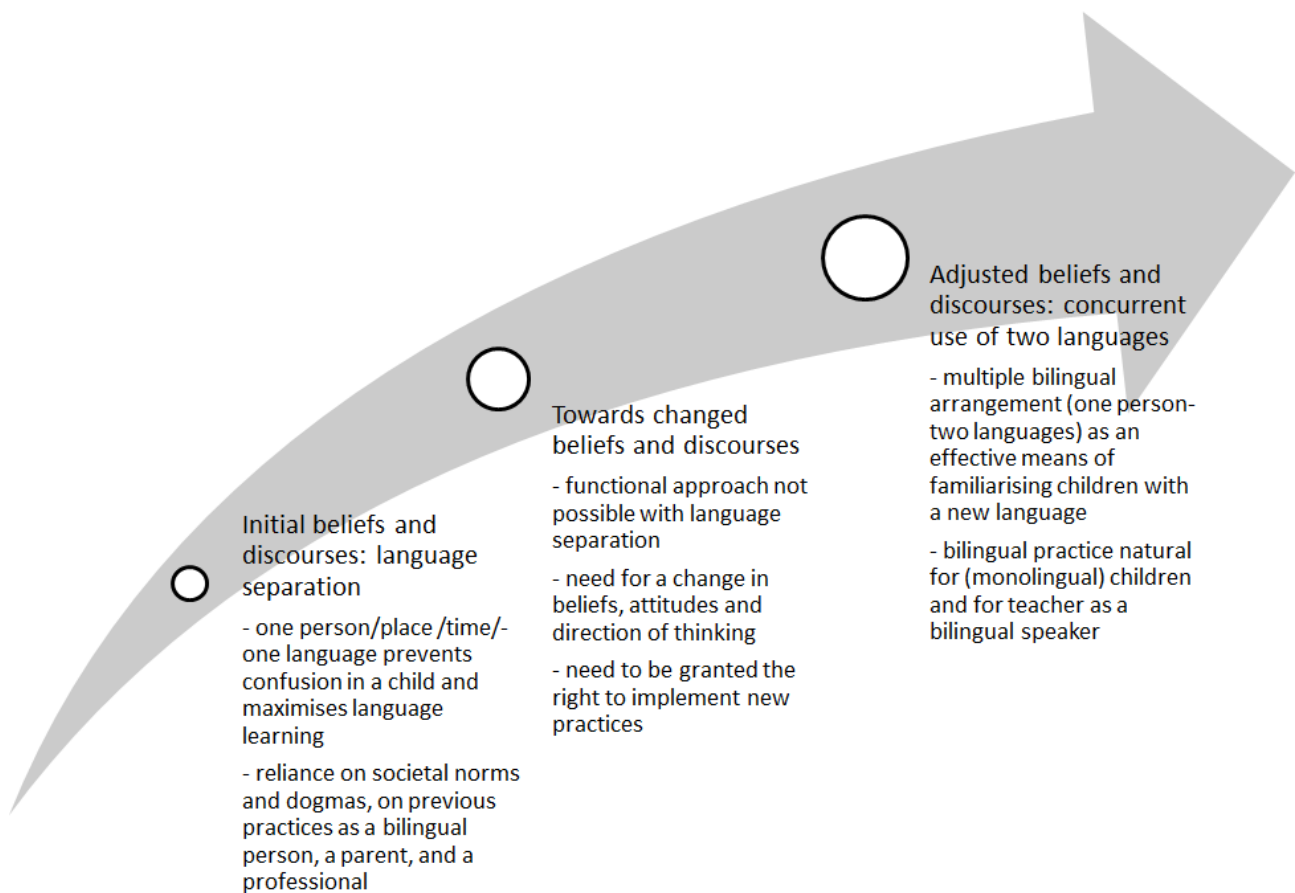 Initial beliefs and
discourses: language
separation
- one person/place /time/-
one language prevents
confusion in a child and
maximises language
learning
- reliance on societal norms
and dogmas, on previous
practices as a bilingual
person, a parent, and a
professional
Towards changed
beliefs and discourses
- functional approach not
possible with language
separation
- need for a change in
beliefs, attitudes and
direction of thinking
- need to be granted the
right to implement new
practices
Adjusted beliefs and
discourses: concurrent
use of two languages
- multiple bilingual
arrangement (one person-
two languages) as an
effective means of
familiarising children with
a new language
- bilingual practice natural
for (monolingual) children
and for teacher as a
bilingual speaker